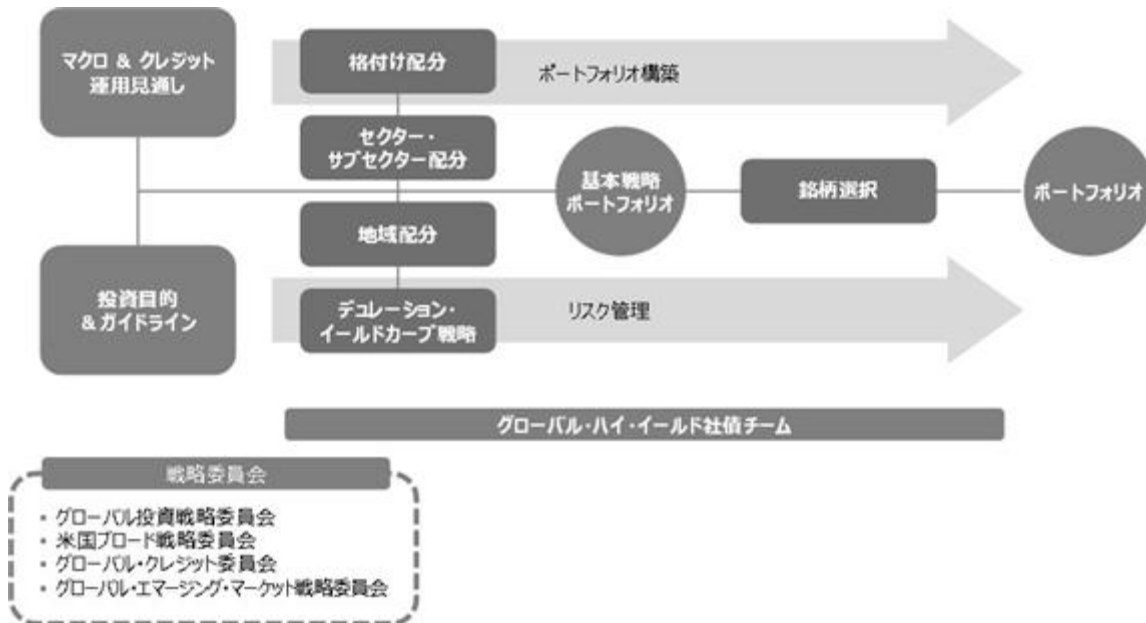 マクロ & クレジット
運用見通し
投資目的
& ガイドライン
格付け配分
セクター・
サブセクター配分
地域配分
デュレーション・
イールドカーブ戦略
ポートフォリオ構築
リスク管理
基本戦略
ポートフォリオ
銘柄選択
ポートフォリオ
グローバル・ハイ・イールド社債チーム
戦略委員会
• グローバル投資戦略委員会
• 米国ブロード戦略委員会
• グローバル・クレジット委員会
• グローバル・エマージング・マーケット戦略委員会